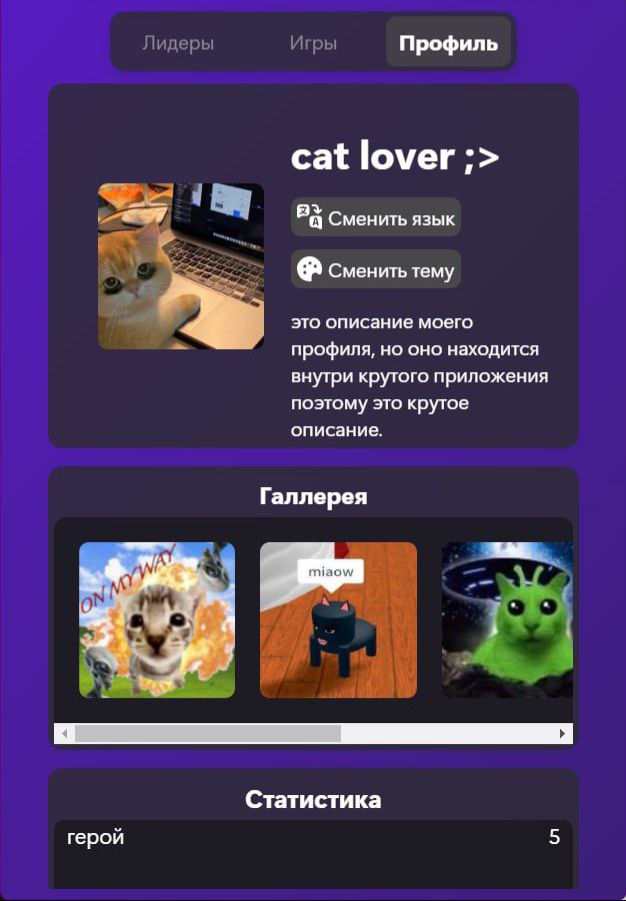 Лидеры Игры Профиль
cat lover ;>
Сменить язык
Сменить тему
это описание моего
профиля, но оно находится
внутри крутого приложения
поэтому это крутое
описание.
Галлерея
ON MY WAY
miaow
Статистика
герой 5